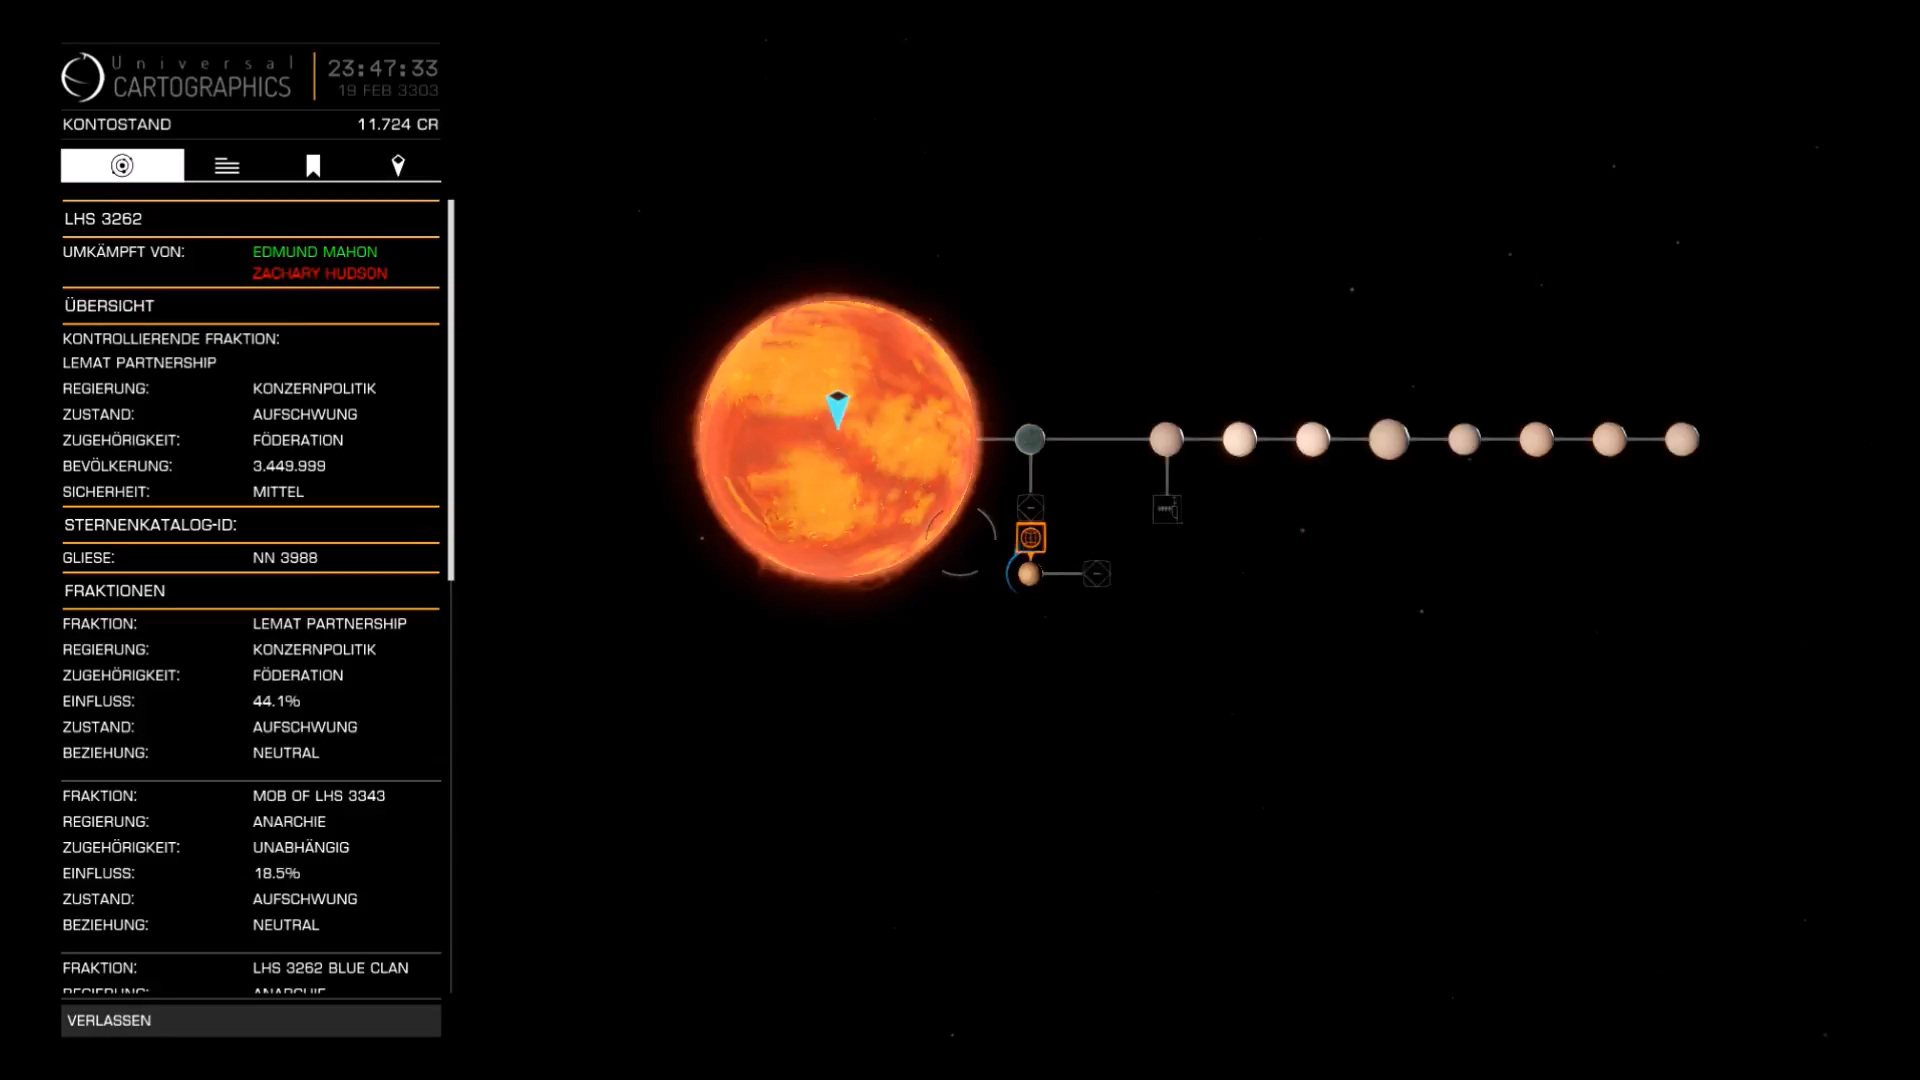 Universal
CARTOGRAPHICS
23:47:33
19 FEB 3303
KONTOSTAND 11.724 CR
LHS 3262
UMKÄMPFT VON: EDMUND MAHON
ZACHARY HUDSON
ÜBERSICHT
KONTROLLIERENDE FRAKTION:
LEMAT PARTNERSHIP
REGIERUNG: KONZERNPOLITIK
ZUSTAND: AUFSCHWUNG
ZUGEHÖRIGKEIT: FÖDERATION
BEVÖLKERUNG: 3.449.999
SICHERHEIT: MITTEL
STERNENKATALOG-ID:
GLIESE: NN 3988
FRAKTIONEN
FRAKTION: LEMAT PARTNERSHIP
REGIERUNG: KONZERNPOLITIK
ZUGEHÖRIGKEIT: FÖDERATION
EINFLUSS: 44.1%
ZUSTAND: AUFSCHWUNG
BEZIEHUNG: NEUTRAL
FRAKTION: MOB OF LHS 3343
REGIERUNG: ANARCHIE
ZUGEHÖRIGKEIT: UNABHÄNGIG
EINFLUSS: 18.5%
ZUSTAND: AUFSCHWUNG
BEZIEHUNG: NEUTRAL
FRAKTION: LHS 3262 BLUE CLAN
REGIERUNG: ANARCHIE
VERLASSEN